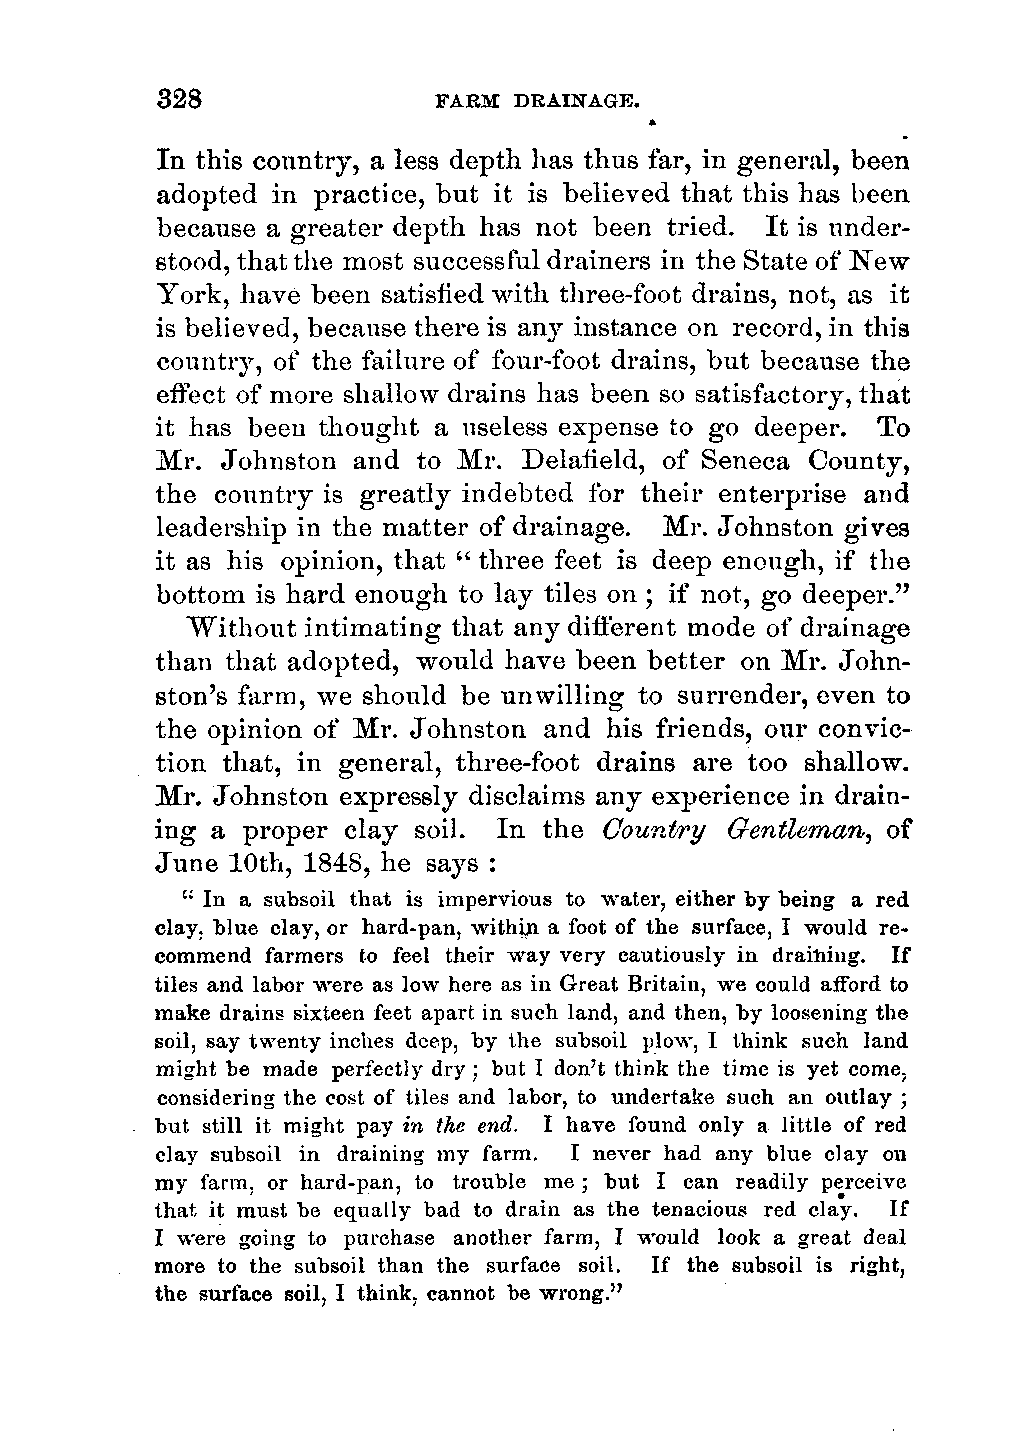 328 FARM DRAINAGE.
In this country, a less depth has thus far, in general, been
adopted in practice, but it is believed that this has been
because a greater depth has not been tried. It is under-
stood, that the most successful drainers in the State of New
York, have been satisfied with three-foot drains, not, as it
is believed, because there is any instance on record, in this
country, of the failure of four-foot drains, but because the
effect of more shallow drains has been so satisfactory, that
it has been thought a useless expense to go deeper. To
Mr. Johnston and to Mr. Delafield, of Seneca County,
the country is greatly indebted for their enterprise and
leadership in the matter of drainage. Mr. Johnston gives
it as his opinion, that “ three feet is deep enough, if the
bottom is hard enough to lay tiles on ; if not, go deeper.”
Without intimating that any different mode of drainage
than that adopted, would have been better on Mr. John-
ston’s farm, we should be unwilling to surrender, even to
the opinion of Mr. Johnston and his friends, our convic-
tion that, in general, three-foot drains are too shallow.
Mr. Johnston expressly disclaims any experience in drain-
ing a proper clay soil. In the Country Gentleman, of
June 10th, 1848, he says :
“ In a subsoil that is impervious to water, either by being a red
clay, blue clay, or hard-pan, within a foot of the surface, I would re-
commend farmers to feel their way very cautiously in draining. If
tiles and labor were as low here as in Great Britain, we could afford to
make drains sixteen feet apart in such land, and then, by loosening the
soil, say twenty inches deep, by the subsoil plow, I think such land
might be made perfectly dry ; but I don’t think the time is yet come,
considering the cost of tiles and labor, to undertake such an outlay ;
but still it might pay in the end. I have found only a little of red
clay subsoil in draining my farm. I never had any blue clay on
my farm, or hard-pan, to trouble me ; but I can readily perceive
that it must be equally bad to drain as the tenacious red clay. If
I were going to purchase another farm, I would look a great deal
more to the subsoil than the surface soil. If the subsoil is right,
the surface soil, I think, cannot be wrong.”